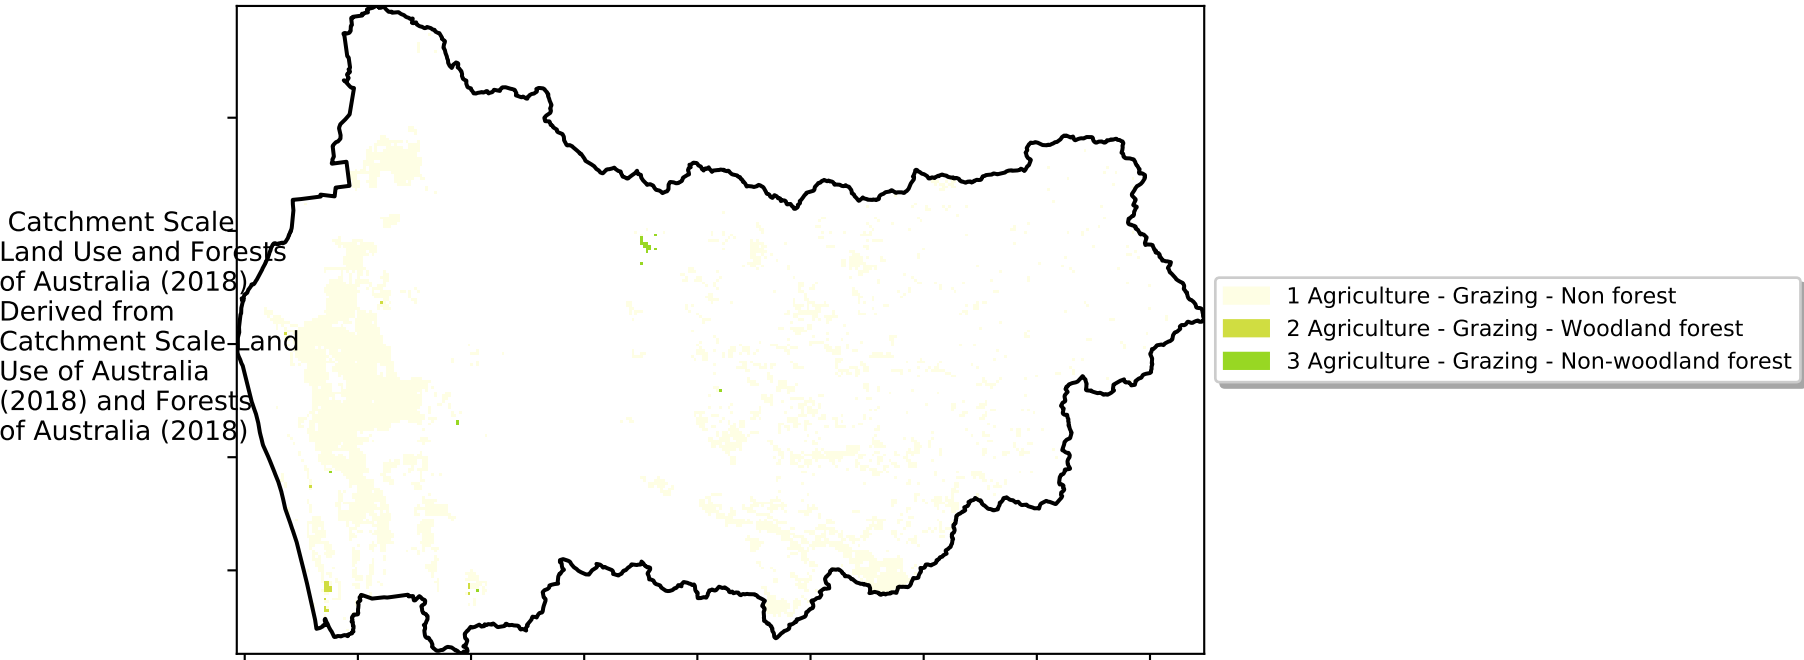 Catchment Scale
Land Use and Forests
of Australia (2018)
Derived from
Catchment Scale Land
Use of Australia
(2018) and Forests
of Australia (2018)
1 Agriculture - Grazing - Non forest
2 Agriculture - Grazing - Woodland forest
3 Agriculture - Grazing - Non-woodland forest